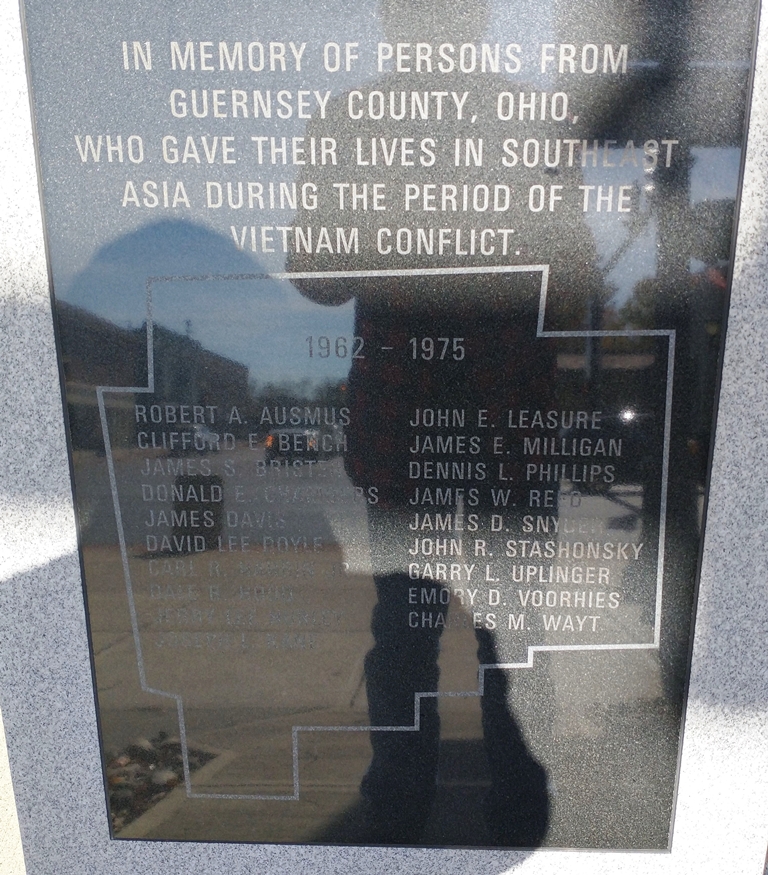 IN MEMORY OF PERSONS FROM
GUERNSEY COUNTY, OHIO,
WHO GAVE THEIR LIVES IN SOUTHEAST
ASIA DURING THE PERIOD OF THE
VIETNAM CONFLICT.
1962 - 1975
ROBERT A. AUSMUS
CLIFFORD E. BENCH
JAMES S.
DONALD E.
JAMES DAVIS
DAVID LEE DOYLE
CARL R.
JOHN E. LEASURE
JAMES E. MILLIGAN
DENNIS L. PHILLIPS
JAMES W. REED
JAMES D. SNYDER
JOHN R. STASHONSKY
GARRY L. UPLINGER
EMORY D. VOORHIES
CHARLES M. WAYT